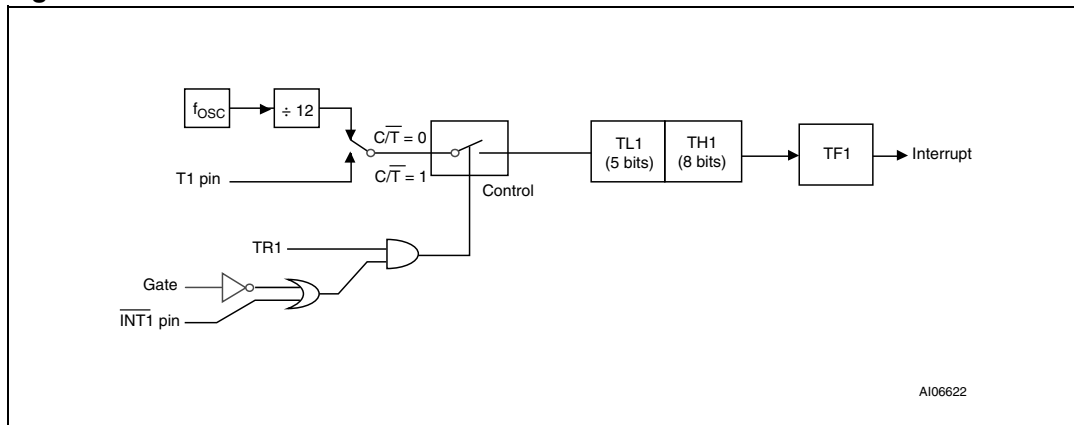 fOSC
÷ 12
C/T̅ = 0
C/T̅ = 1
T1 pin
Control
TL1
(5 bits)
TH1
(8 bits)
TF1
Interrupt
TR1
Gate
I̅N̅T̅1̅ pin
AI06622